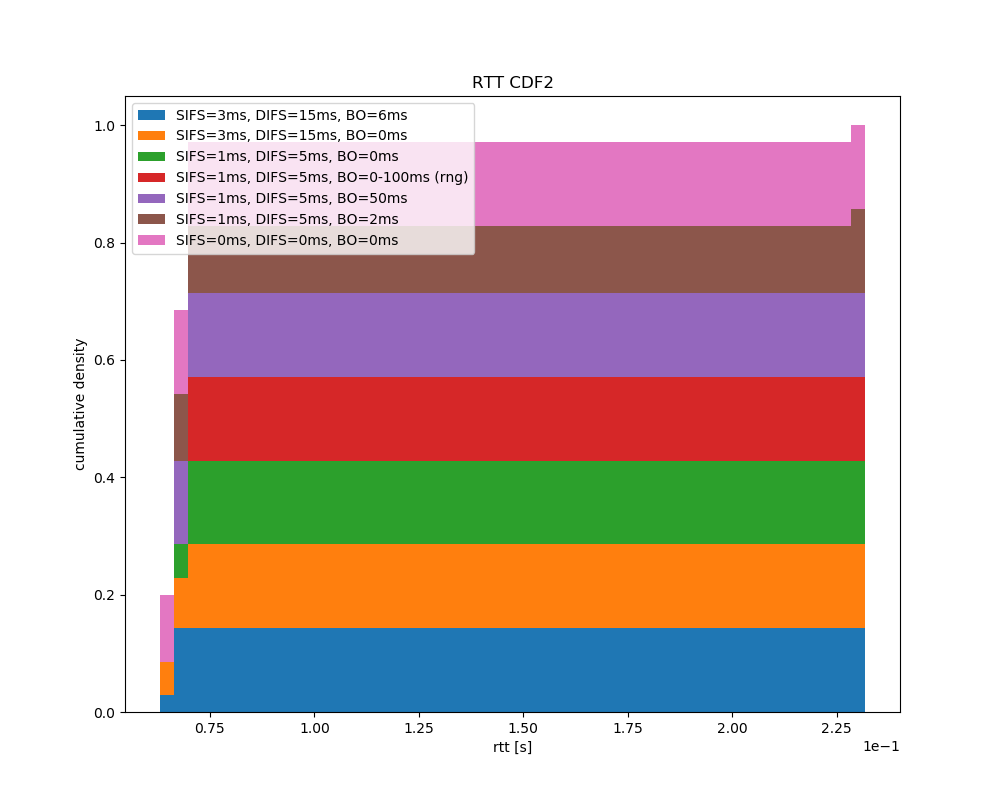 RTT CDF2
SIFS=3ms, DIFS=15ms, BO=6ms
SIFS=3ms, DIFS=15ms, BO=0ms
SIFS=1ms, DIFS=5ms, BO=0ms
SIFS=1ms, DIFS=5ms, BO=0-100ms (rng)
SIFS=1ms, DIFS=5ms, BO=50ms
SIFS=1ms, DIFS=5ms, BO=2ms
SIFS=0ms, DIFS=0ms, BO=0ms
cumulative density
1.0
0.8
0.6
0.4
0.2
0.0
0.75 1.00 1.25 1.50 1.75 2.00 2.25
rtt [s]
1e−1